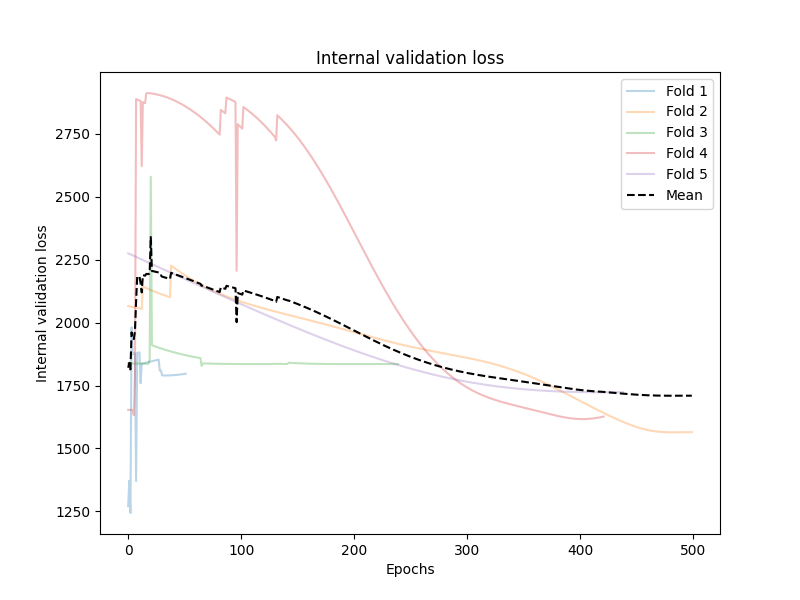 Internal validation loss
Fold 1
Fold 2
Fold 3
Fold 4
Fold 5
Mean
Internal validation loss
2750
2500
2250
2000
1750
1500
1250
0 100 200 300 400 500
Epochs